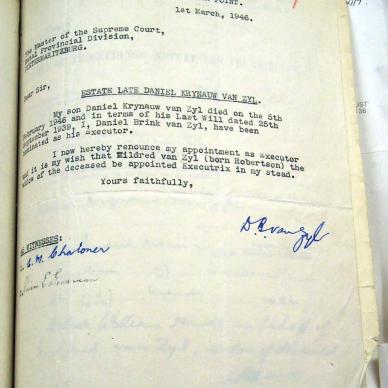 POINT.
1st March, 1946.
The Master of the Supreme Court,
Natal Provincial Division,
PIETERMARITZBURG.
Dear Sir,
ESTATE LATE DANIEL KRYNAUW VAN ZYL.
My son Daniel Krynauw van Zyl died on the 5th
February 1946 and in terms of his Last Will dated 25th
September 1939, I, Daniel Brink van Zyl, have been
nominated as his Executor.
I now hereby renounce my appointment as Executor
and it is my wish that Mildred van Zyl (born Robertson) the
widow of the deceased be appointed Executrix in my stead.
Yours faithfully,
D. B. van Zyl
AS WITNESSES:
E. M. Chaloner